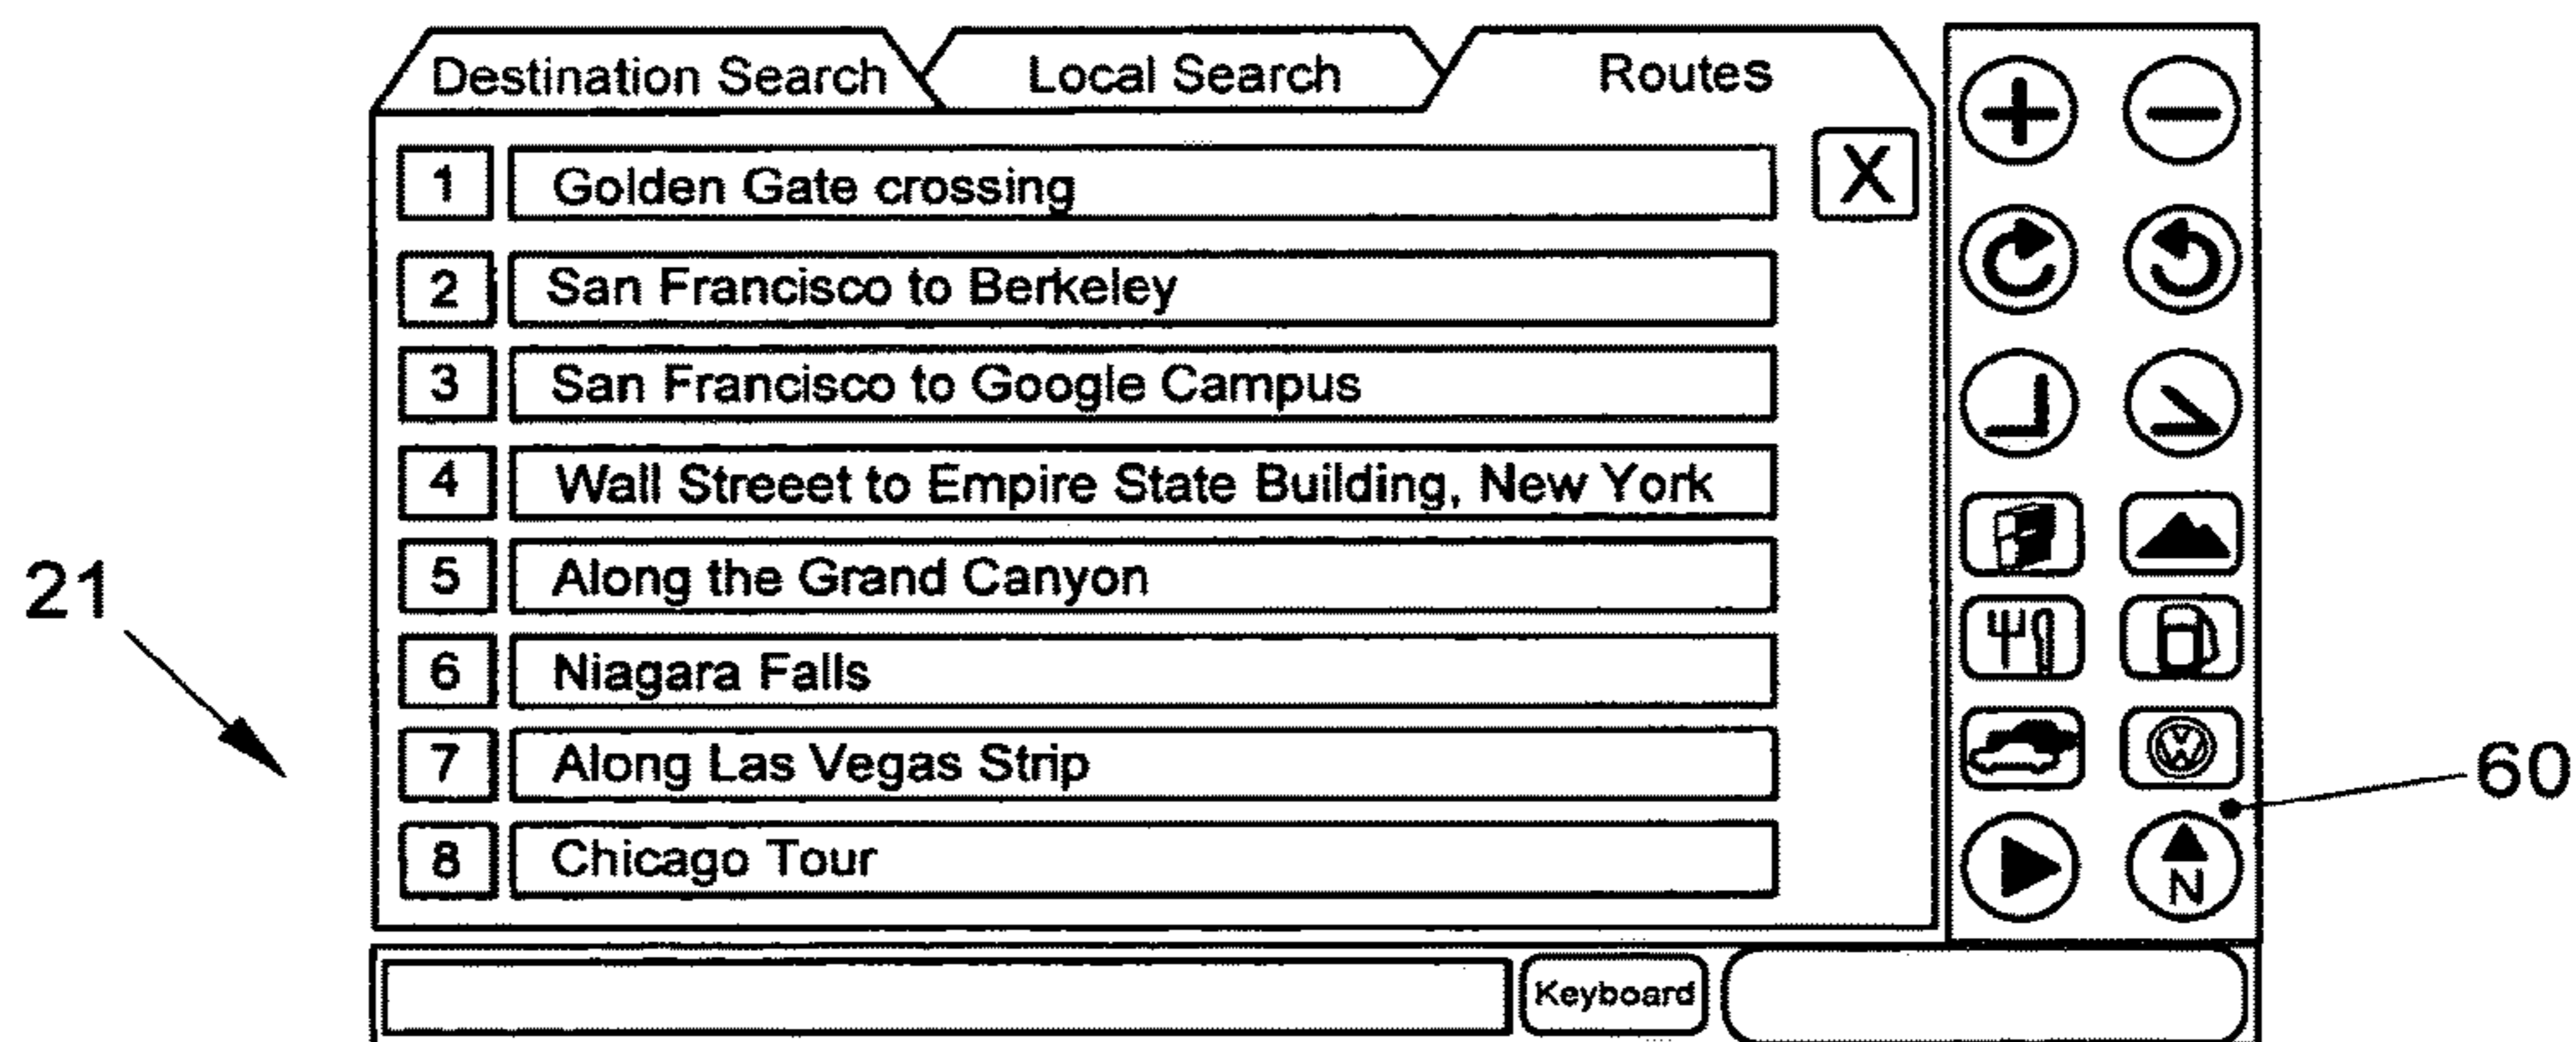 Destination Search Local Search Routes
1 Golden Gate crossing X
2 San Francisco to Berkeley
3 San Francisco to Google Campus
4 Wall Streeet to Empire State Building, New York
5 Along the Grand Canyon
6 Niagara Falls
7 Along Las Vegas Strip
8 Chicago Tour
Keyboard
21
VW
60
N